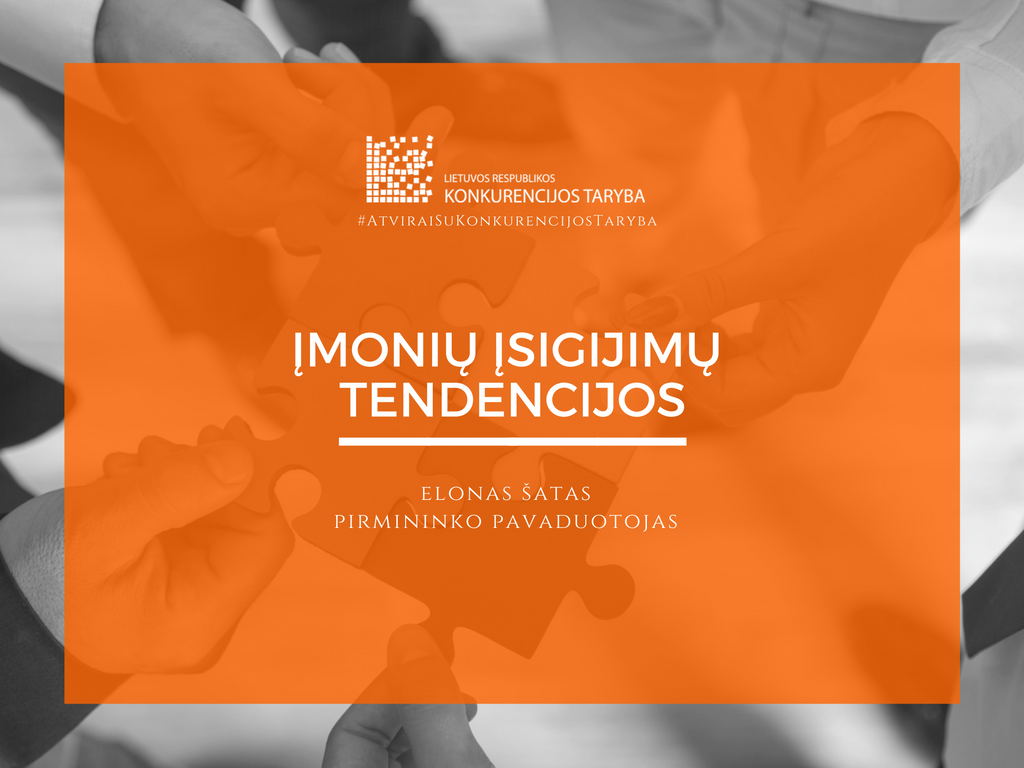 LIETUVOS RESPUBLIKOS
KONKURENCIJOS TARYBA
#AtviraiSuKonkurencijosTaryba
ĮMONIŲ ĮSIGIJIMŲ
TENDENCIJOS
ELONAS ŠATAS
PIRMININKO PAVADUOTOJAS